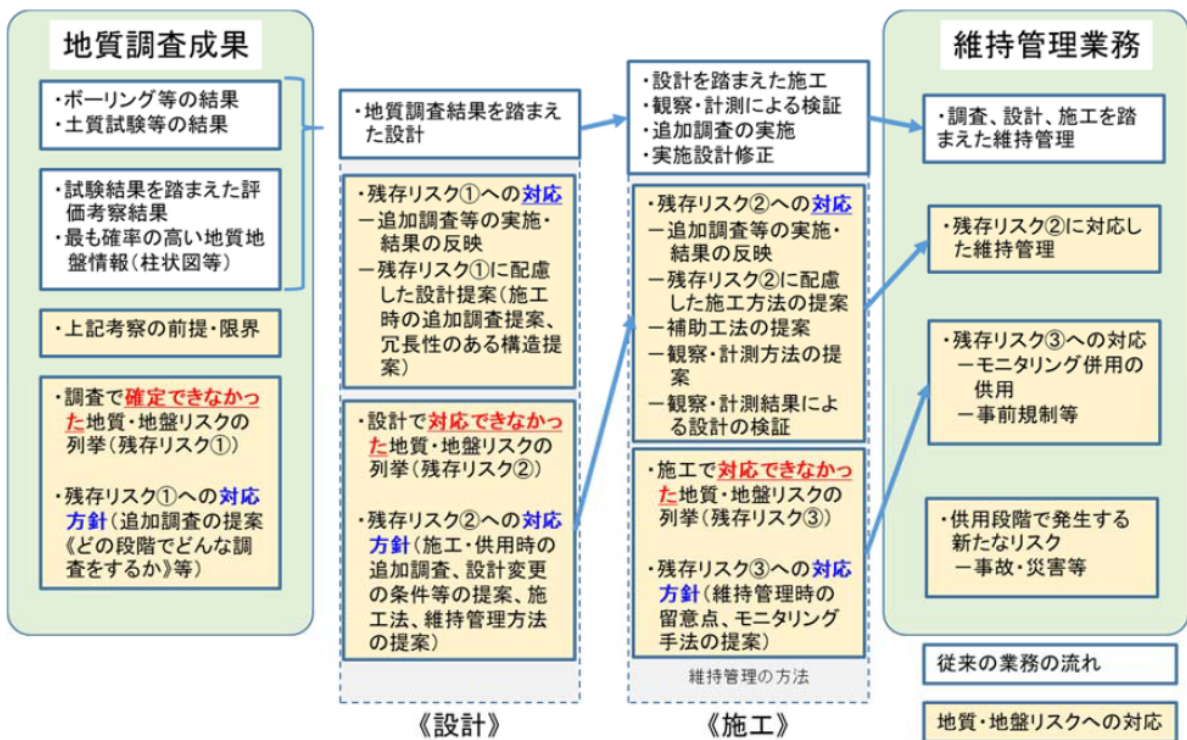 地質調査成果
・ボーリング等の結果
・土質試験等の結果
・試験結果を踏まえた評
価考察結果
・最も確率の高い地質地
盤情報(柱状図等)
・上記考察の前提・限界
・調査で確定できなかっ
た地質・地盤リスクの
列挙(残存リスク①)
・残存リスク①への対応
方針(追加調査の提案
《どの段階でどんな調
査をするか》等)
・地質調査結果を踏まえ
た設計
・残存リスク①への対応
－追加調査等の実施・
結果の反映
－残存リスク①に配慮
した設計提案(施工
時の追加調査提案、
冗長性のある構造提
案)
・設計で対応できなかっ
た地質・地盤リスクの
列挙(残存リスク②)
・残存リスク②への対応
方針(施工・供用時の
追加調査、設計変更
の条件等の提案、施
工法、維持管理方法
の提案)
《設計》
・設計を踏まえた施工
・観察・計測による検証
・追加調査の実施
・実施設計修正
・残存リスク②への対応
－追加調査等の実施・
結果の反映
－残存リスク②に配慮
した施工方法の提案
－補助工法の提案
－観察・計測方法の提
案
－観察・計測結果によ
る設計の検証
・施工で対応できなかっ
た地質・地盤リスクの
列挙(残存リスク③)
・残存リスク③への対応
方針(維持管理時の
留意点、モニタリング
手法の提案)
維持管理の方法
《施工》
維持管理業務
・調査、設計、施工を踏
まえた維持管理
・残存リスク②に対応し
た維持管理
・残存リスク③への対応
－モニタリング併用の
供用
－事前規制等
・供用段階で発生する
新たなリスク
－事故・災害等
従来の業務の流れ
地質・地盤リスクへの対応